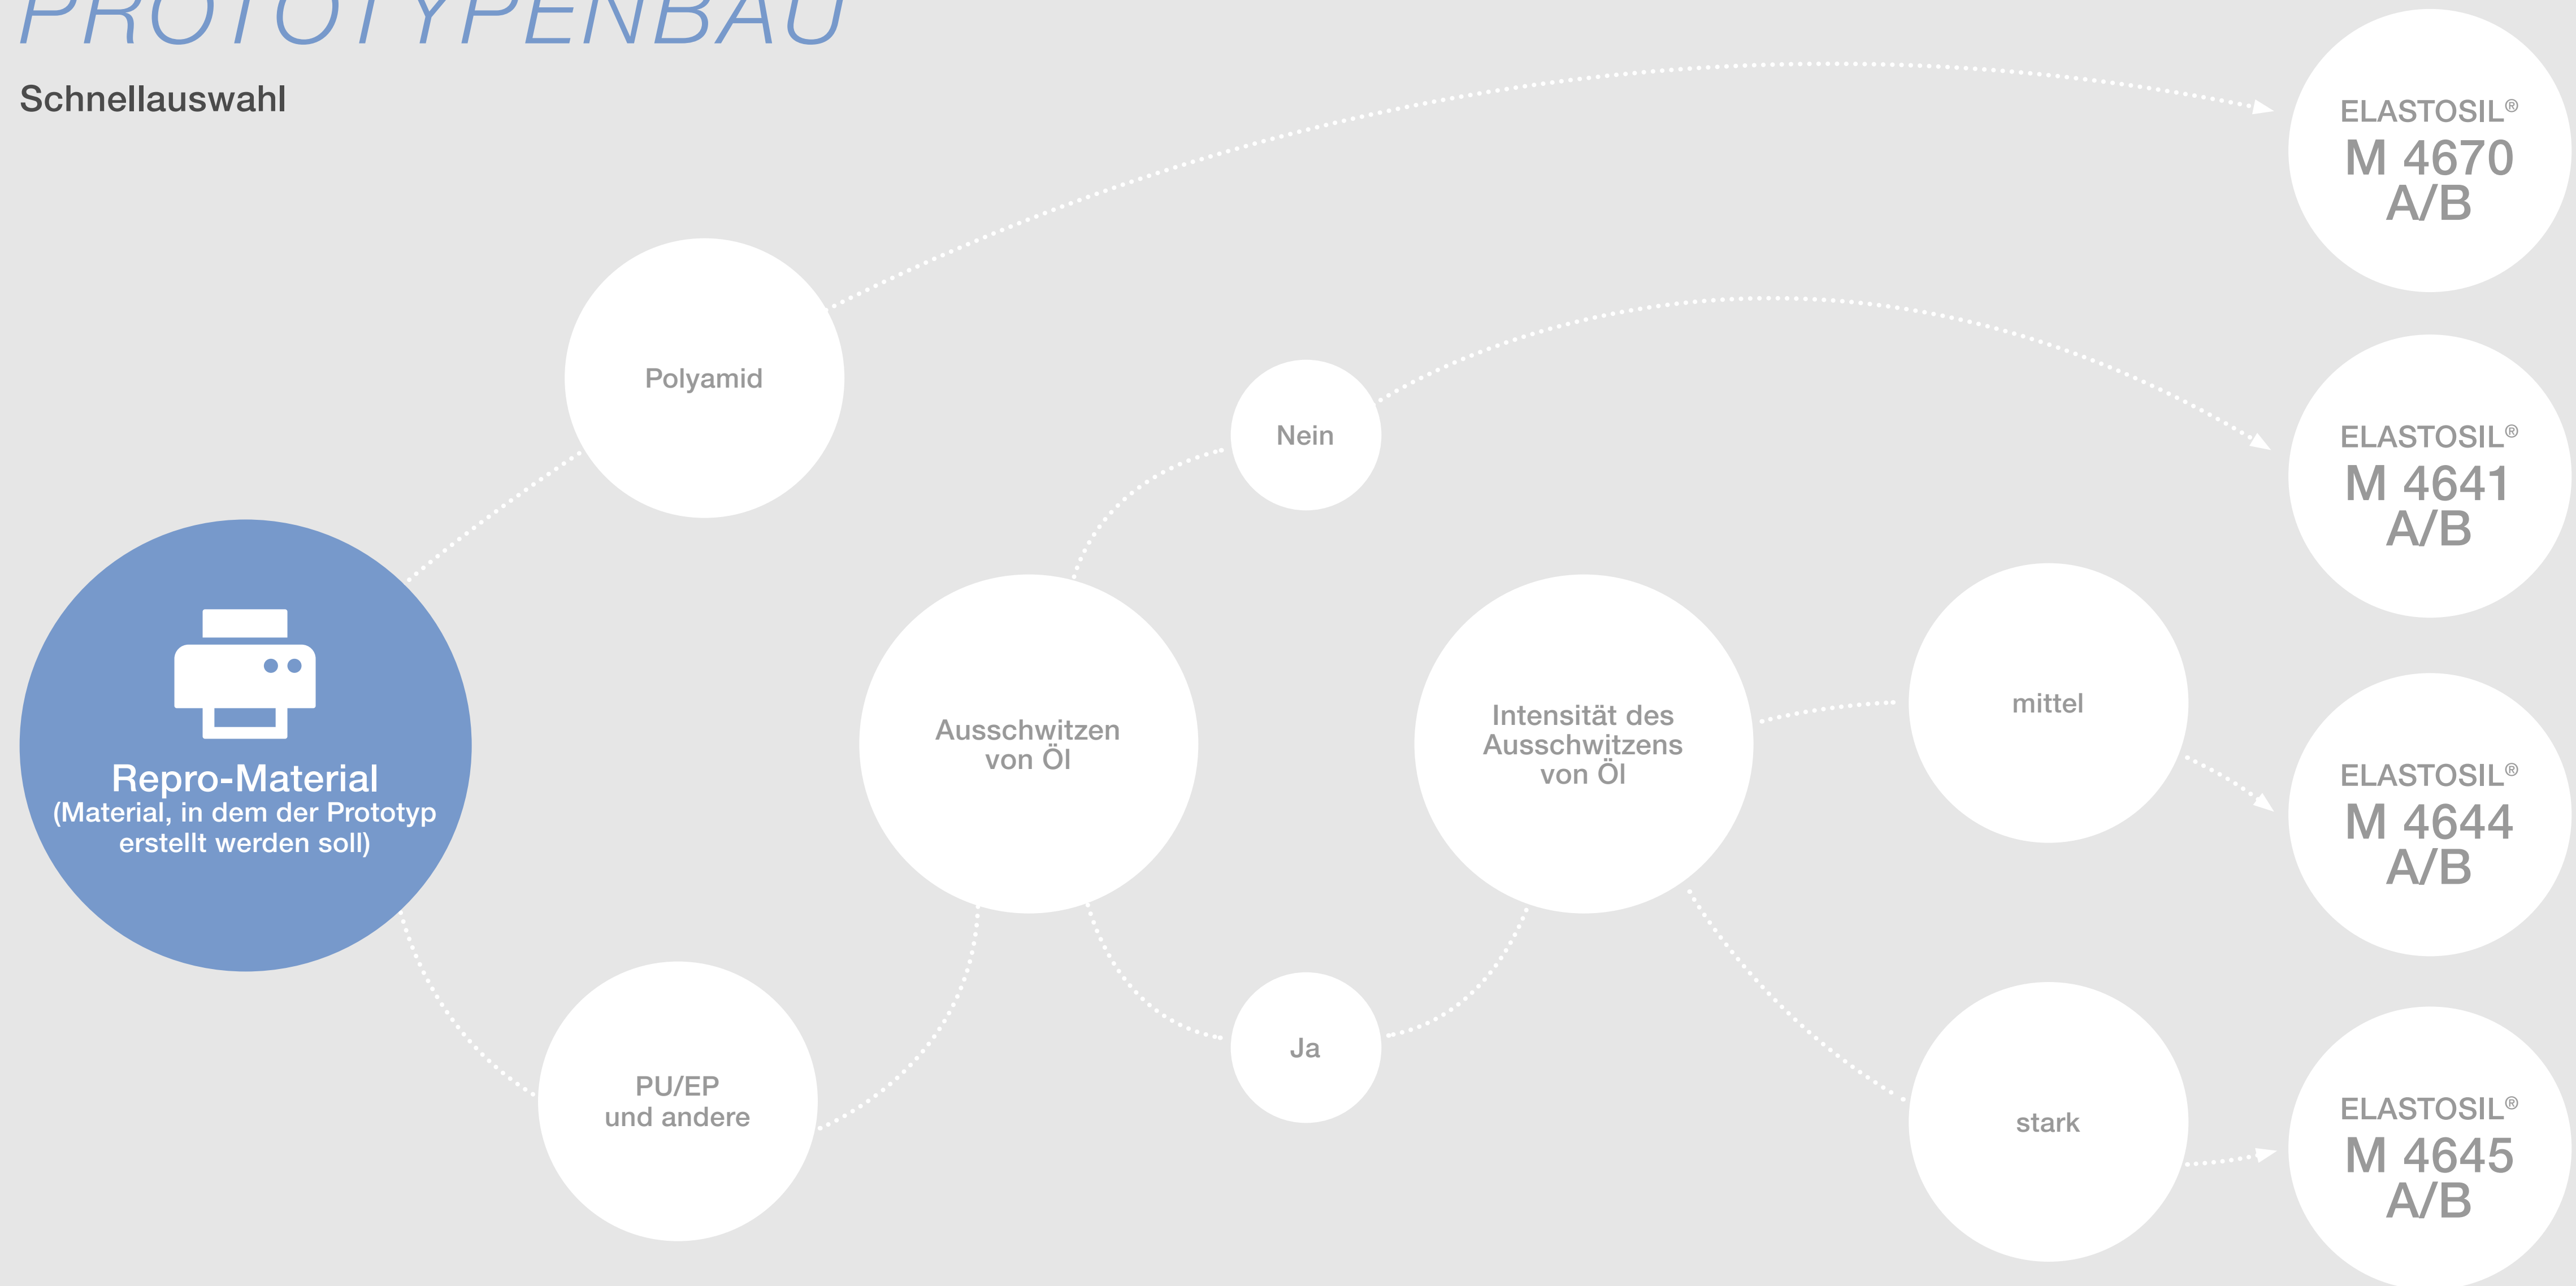 PROTOTYPENBAU
Schnellauswahl
Repro-Material
(Material, in dem der Prototyp
erstellt werden soll)
Polyamid
PU/EP
und andere
Ausschwitzen
von Öl
Nein
Ja
Intensität des
Ausschwitzens
von Öl
mittel
stark
ELASTOSIL®
M 4670
A/B
ELASTOSIL®
M 4641
A/B
ELASTOSIL®
M 4644
A/B
ELASTOSIL®
M 4645
A/B